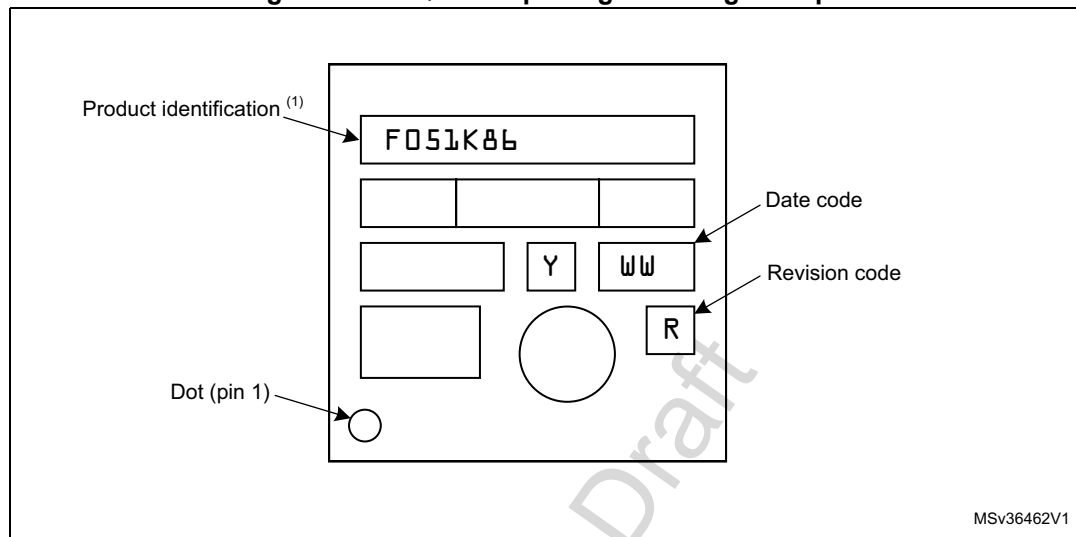 Product identification (1)
F051K86
Date code
Y WW
Revision code
R
Dot (pin 1)
Draft
MSv36462V1